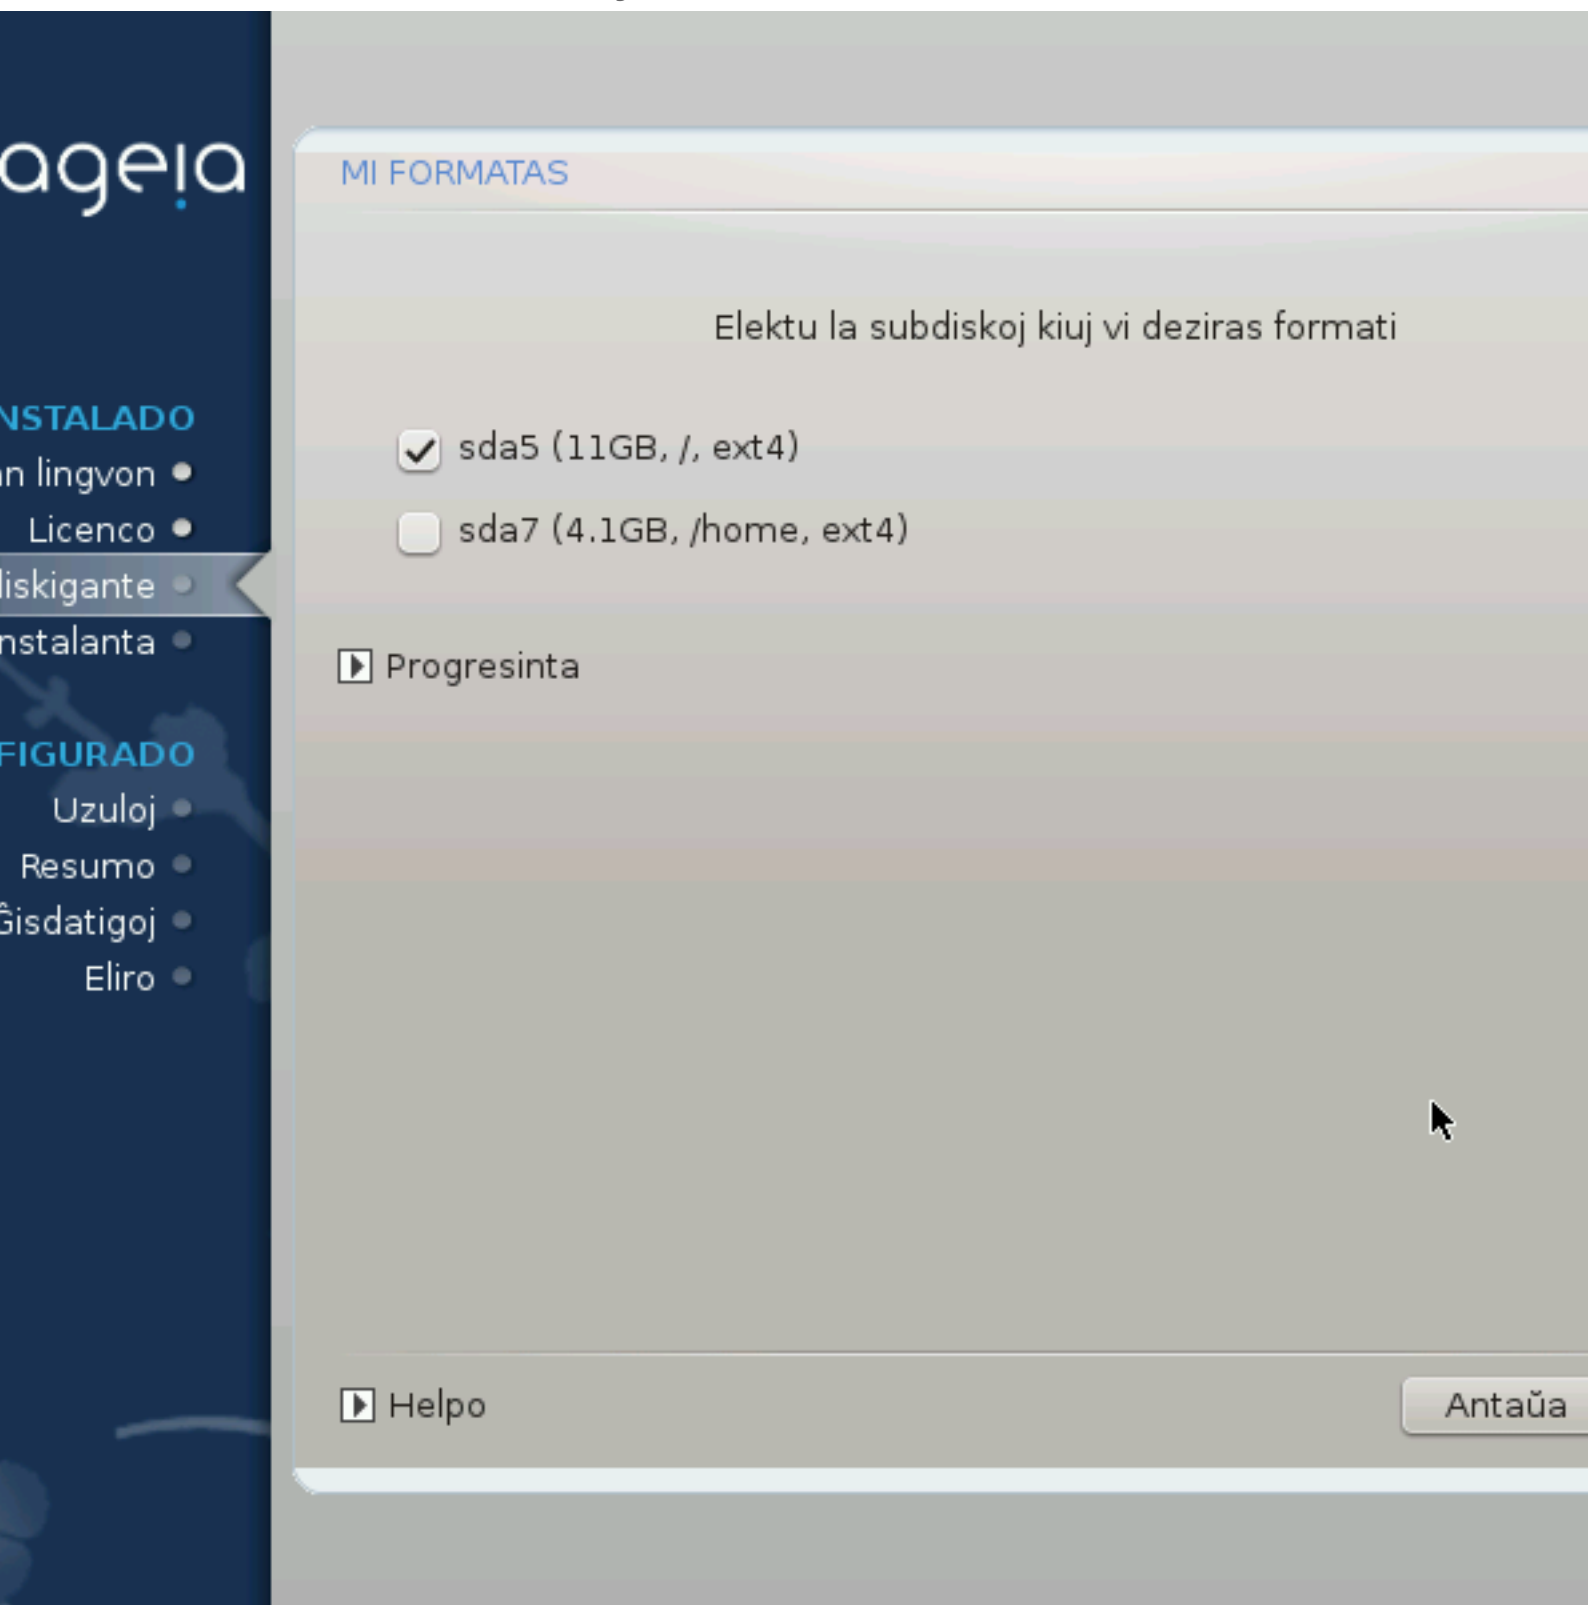 ageia
MI FORMATAS
Elektu la subdiskoj kiuj vi deziras formati
NSTALADO
n lingvon
Licenco
diskigante
nstalanta
FIGURADO
Uzuloj
Resumo
Ĝisdatigoj
Eliro
sda5 (11GB, /, ext4)
sda7 (4.1GB, /home, ext4)
Progresinta
Helpo
Antaŭa